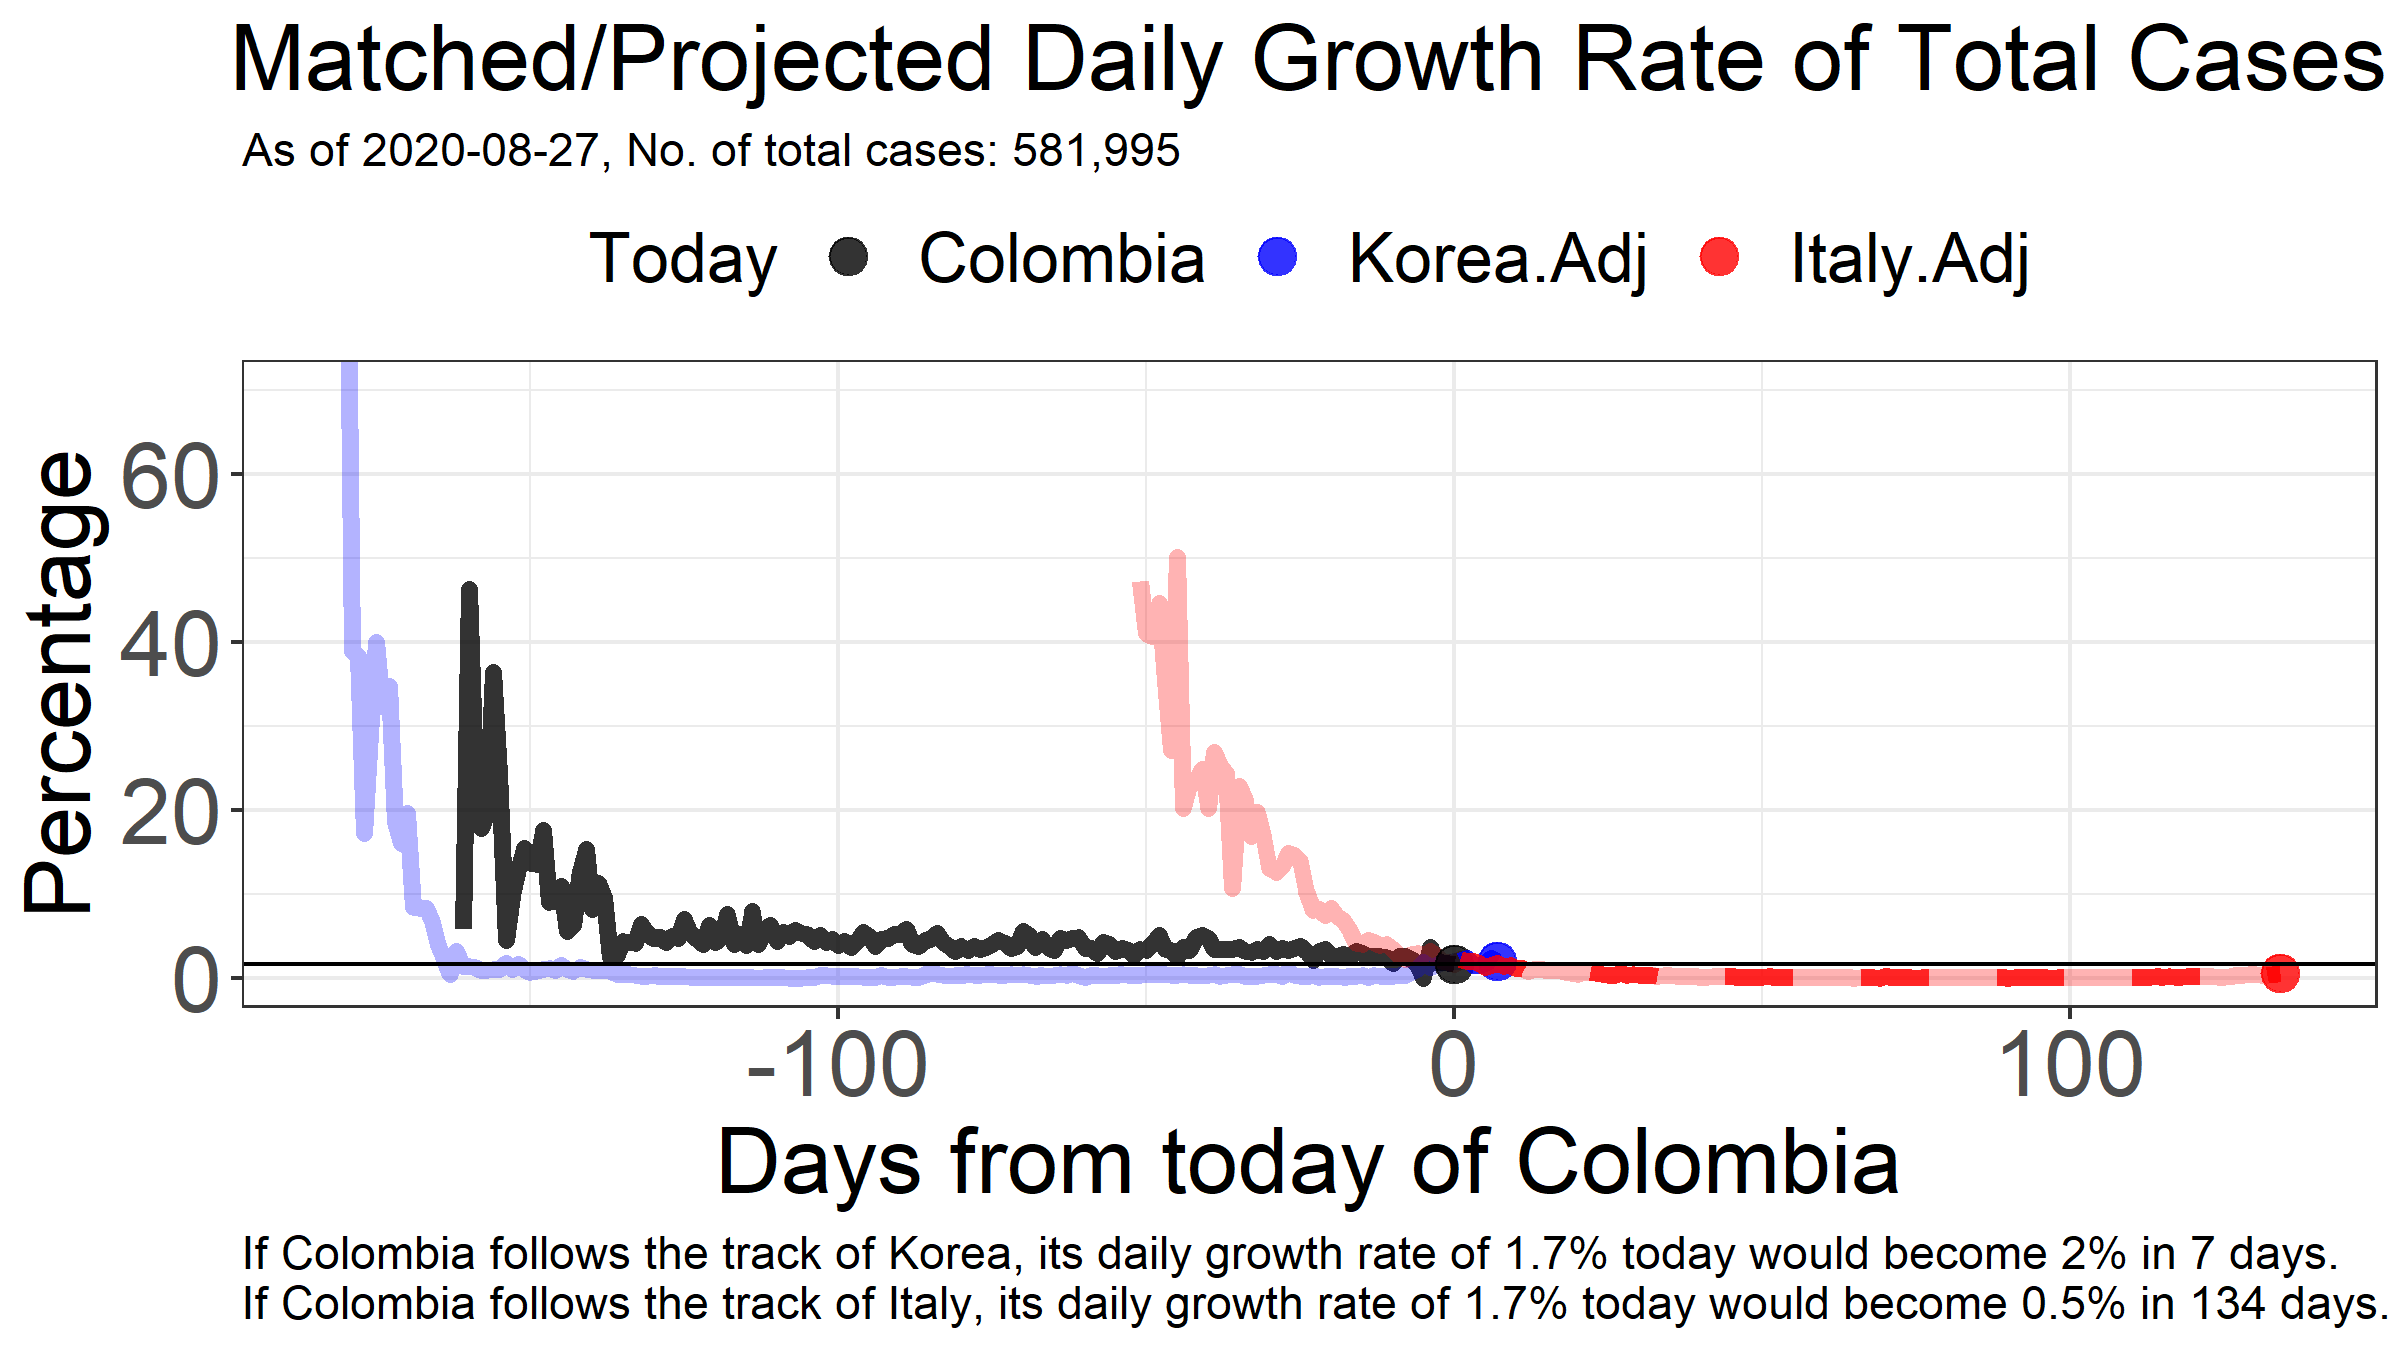 Matched/Projected Daily Growth Rate of Total Cases
As of 2020-08-27, No. of total cases: 581,995
Today Colombia Korea.Adj Italy.Adj
Percentage
60
40
20
0
-100 0 100
Days from today of Colombia
If Colombia follows the track of Korea, its daily growth rate of 1.7% today would become 2% in 7 days.
If Colombia follows the track of Italy, its daily growth rate of 1.7% today would become 0.5% in 134 days.